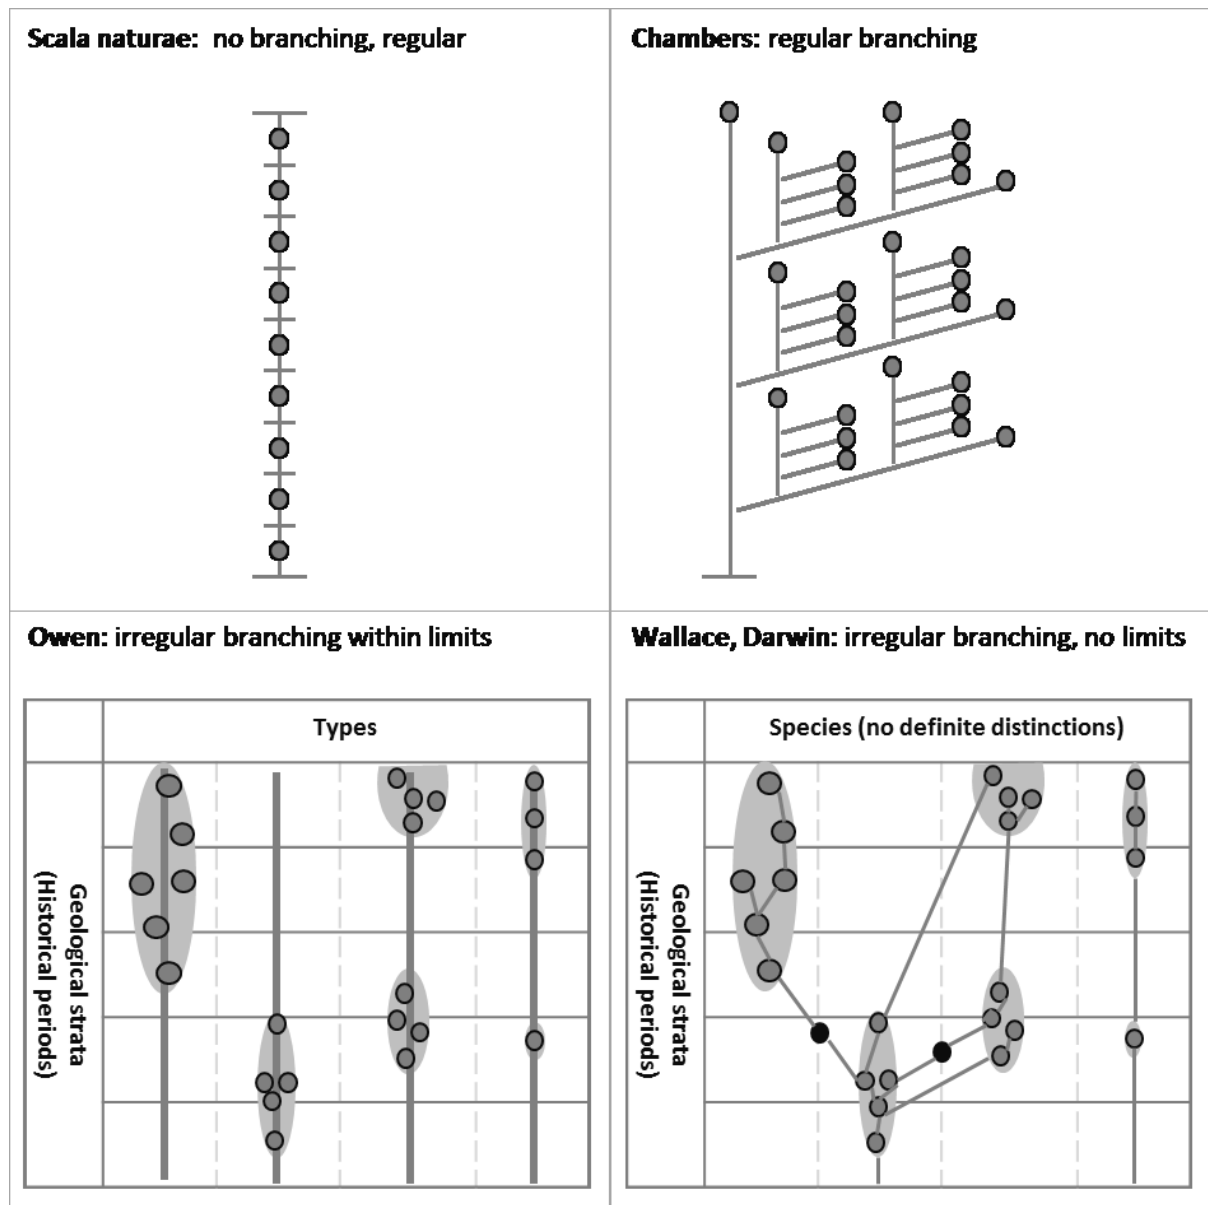 Scala naturae: no branching, regular
Chambers: regular branching
Owen: irregular branching within limits
Types
Geological strata
(Historical periods)
Wallace, Darwin: irregular branching, no limits
Species (no definite distinctions)
Geological strata
(Historical periods)